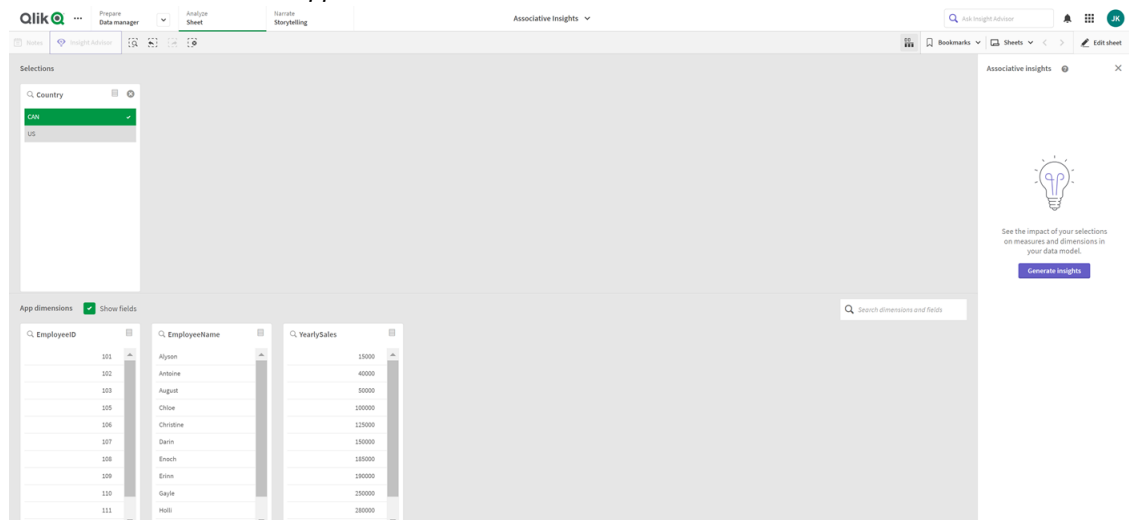 Qlik
Prepare
Data manager
Analyze
Sheet
Narrate
Storytelling
Associative Insights
Ask Insight Advisor
JK
Notes
Insight Advisor
Bookmarks
Sheets
Edit sheet
Selections
Country
CAN
US
Associative insights
See the impact of your selections
on measures and dimensions in
your data model.
Generate insights
App dimensions
Show fields
Search dimensions and fields
EmployeeID
101
102
103
105
106
107
108
109
110
111
EmployeeName
Alyson
Antoine
August
Chloe
Christine
Darin
Enoch
Erinn
Gayle
Holli
YearlySales
15000
40000
50000
100000
125000
150000
185000
190000
250000
280000